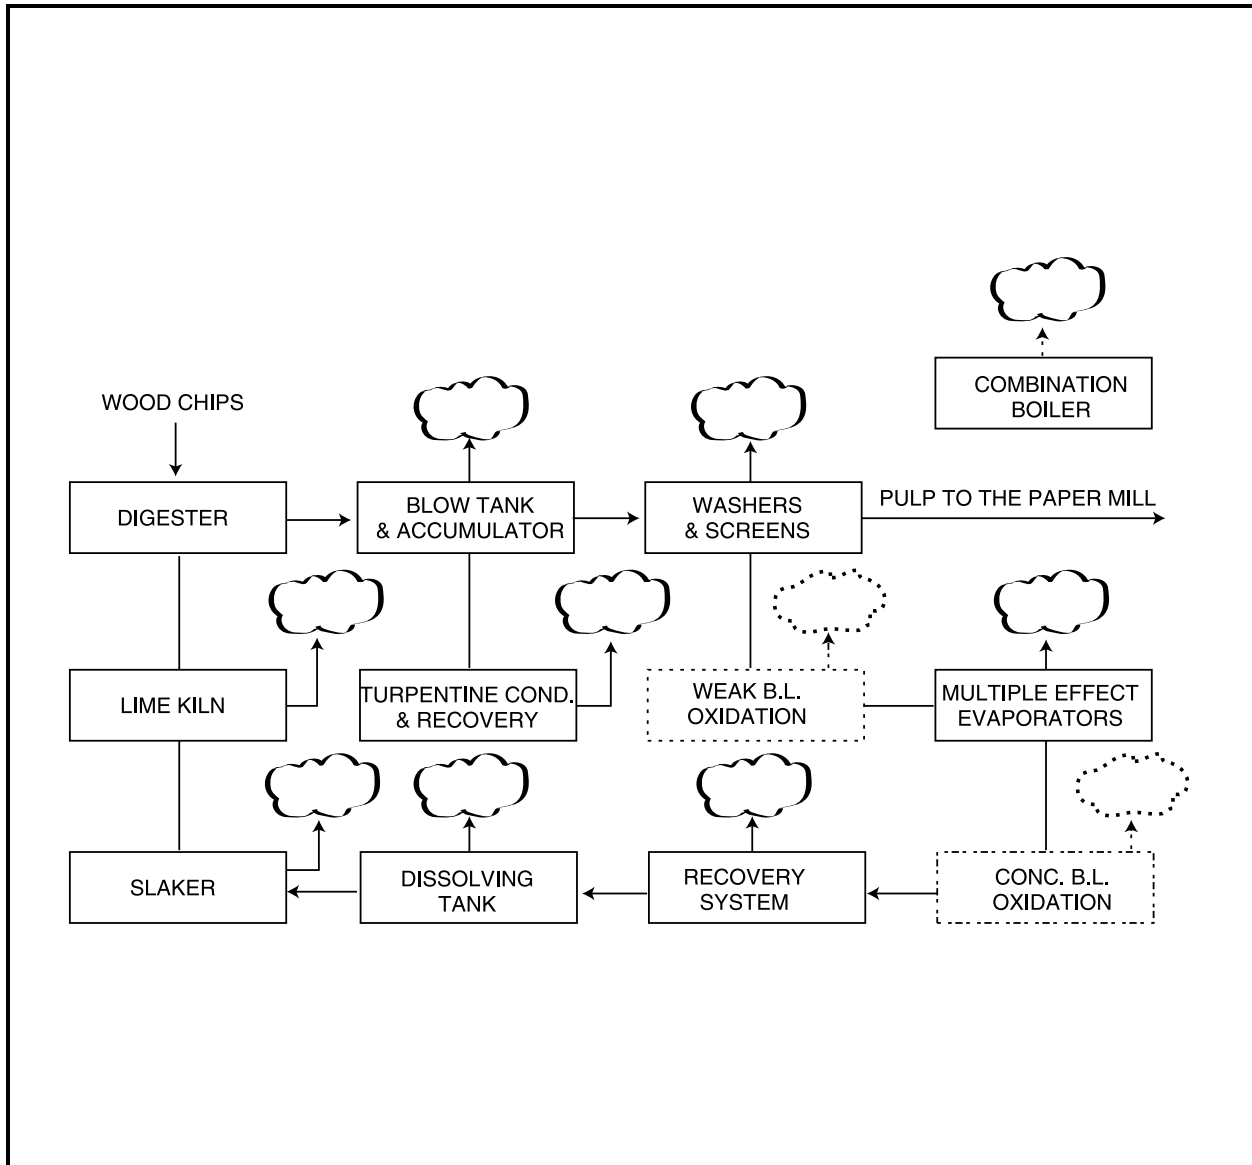 COMBINATION
BOILER
WOOD CHIPS
DIGESTER
BLOW TANK
& ACCUMULATOR
WASHERS
& SCREENS
PULP TO THE PAPER MILL
LIME KILN
TURPENTINE COND.
& RECOVERY
WEAK B.L.
OXIDATION
MULTIPLE EFFECT
EVAPORATORS
SLAKER
DISSOLVING
TANK
RECOVERY
SYSTEM
CONC. B.L.
OXIDATION